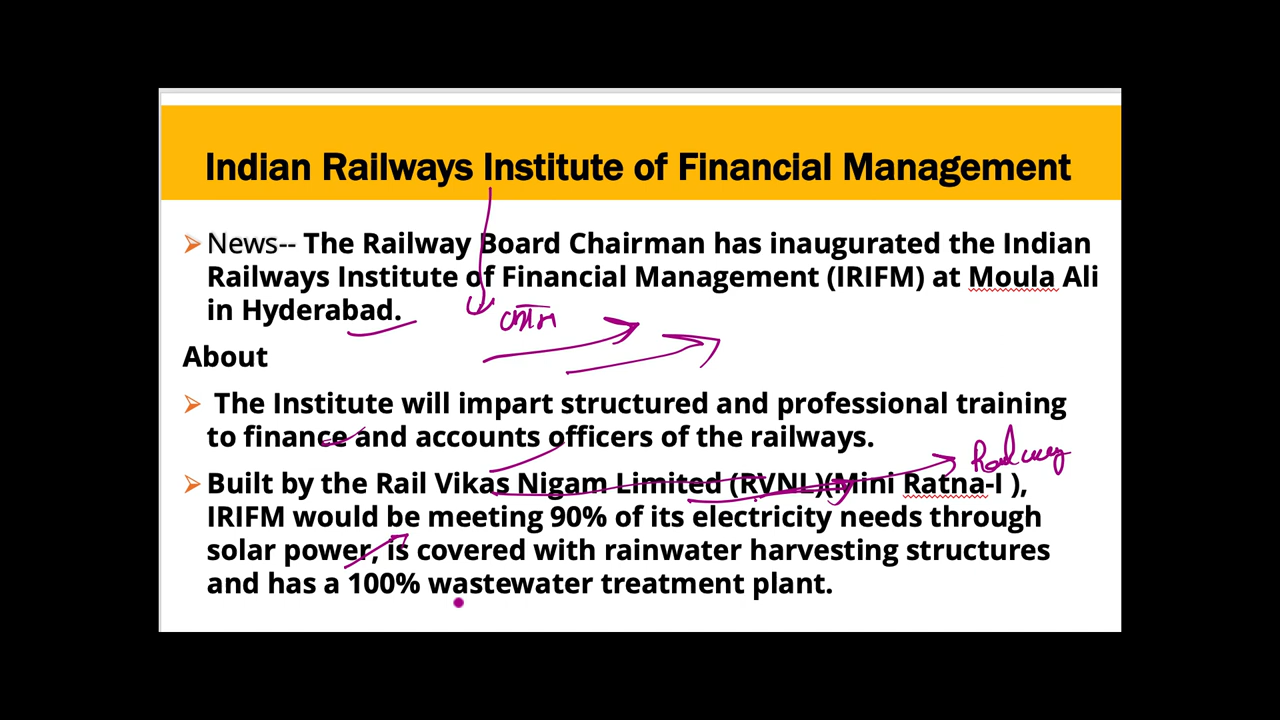 Indian Railways Institute of Financial Management
News-- The Railway Board Chairman has inaugurated the Indian
Railways Institute of Financial Management (IRIFM) at Moula Ali
in Hyderabad.
About
The Institute will impart structured and professional training
to finance and accounts officers of the railways.
Railway
Built by the Rail Vikas Nigam Limited (RVNL)(Mini Ratna-I ),
IRIFM would be meeting 90% of its electricity needs through
solar power, is covered with rainwater harvesting structures
and has a 100% wastewater treatment plant.